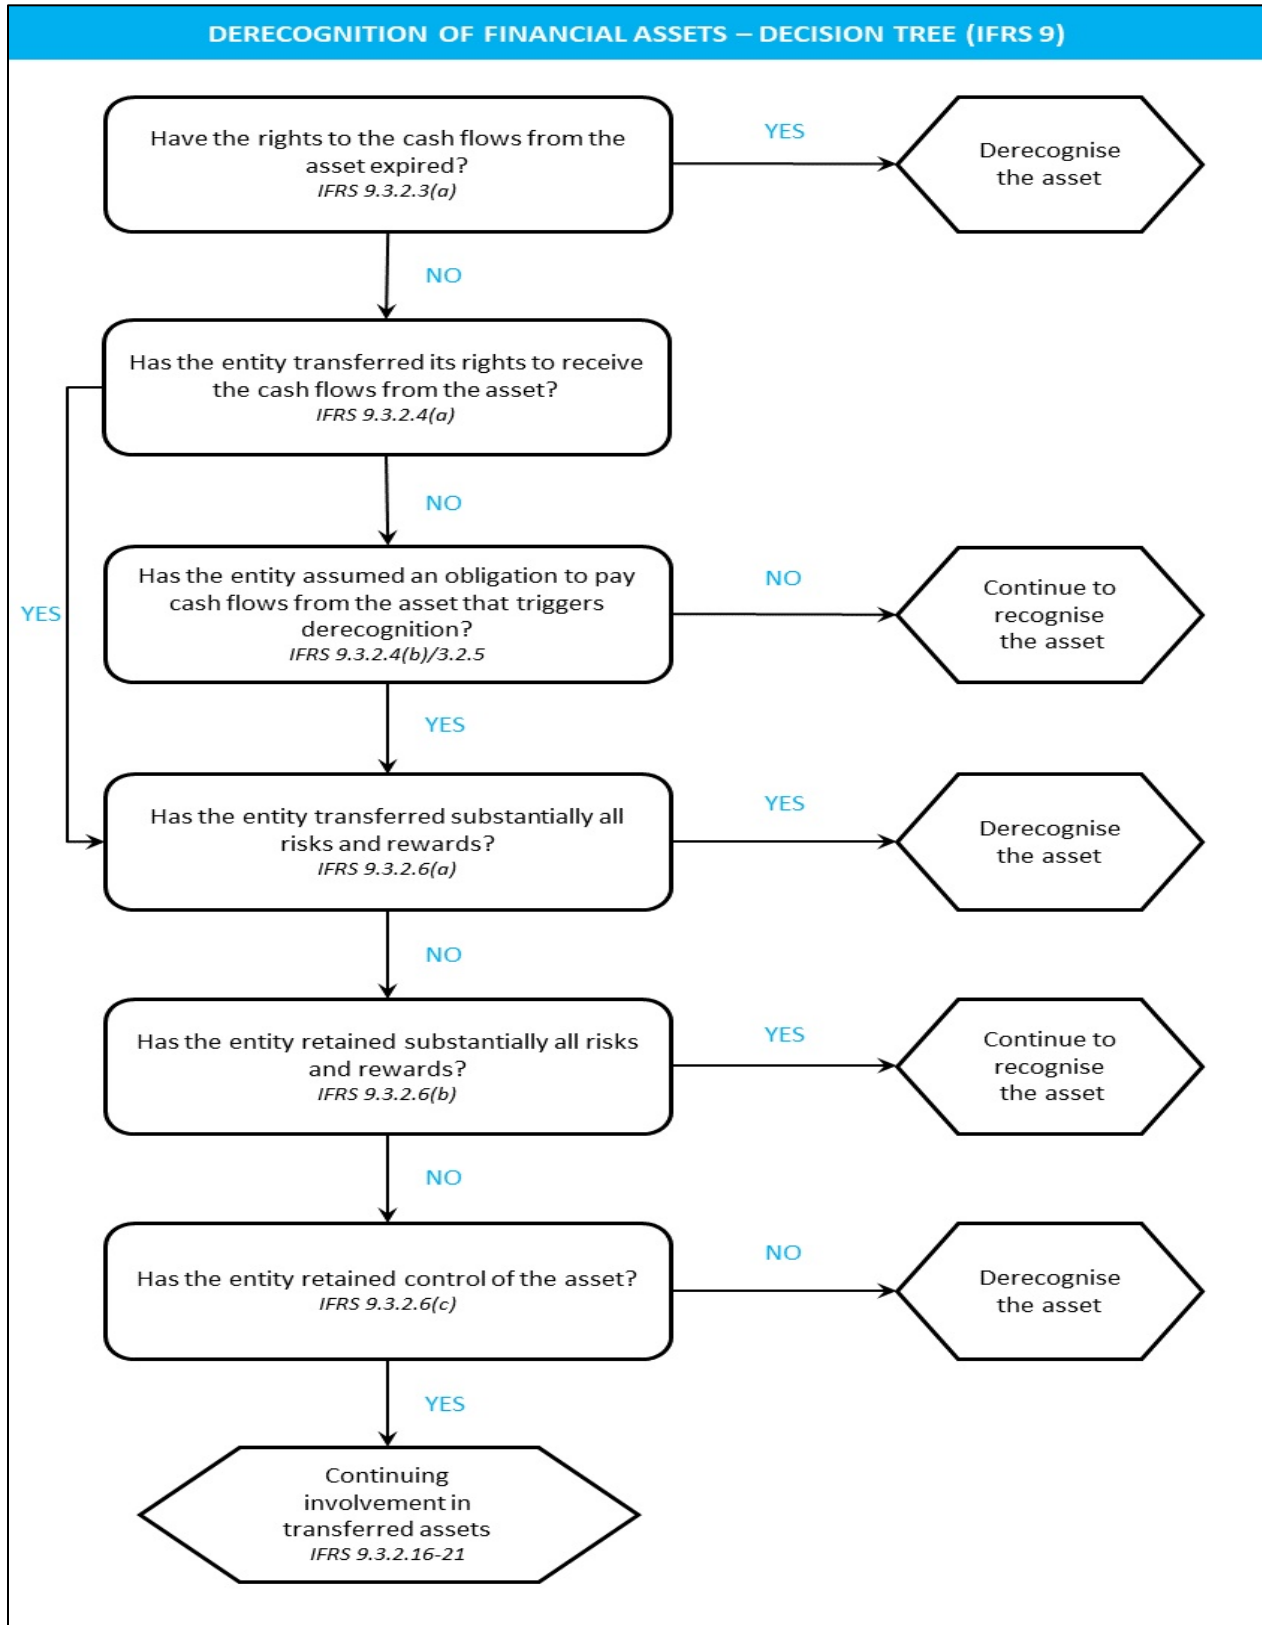 DERECOGNITION OF FINANCIAL ASSETS – DECISION TREE (IFRS 9)
Have the rights to the cash flows from the
asset expired?
IFRS 9.3.2.3(a)
YES
Derecognise
the asset
NO
Has the entity transferred its rights to receive
the cash flows from the asset?
IFRS 9.3.2.4(a)
NO
YES
Has the entity assumed an obligation to pay
cash flows from the asset that triggers
derecognition?
IFRS 9.3.2.4(b)/3.2.5
NO
Continue to
recognise
the asset
YES
Has the entity transferred substantially all
risks and rewards?
IFRS 9.3.2.6(a)
YES
Derecognise
the asset
NO
Has the entity retained substantially all risks
and rewards?
IFRS 9.3.2.6(b)
YES
Continue to
recognise
the asset
NO
Has the entity retained control of the asset?
IFRS 9.3.2.6(c)
NO
Derecognise
the asset
YES
Continuing
involvement in
transferred assets
IFRS 9.3.2.16-21